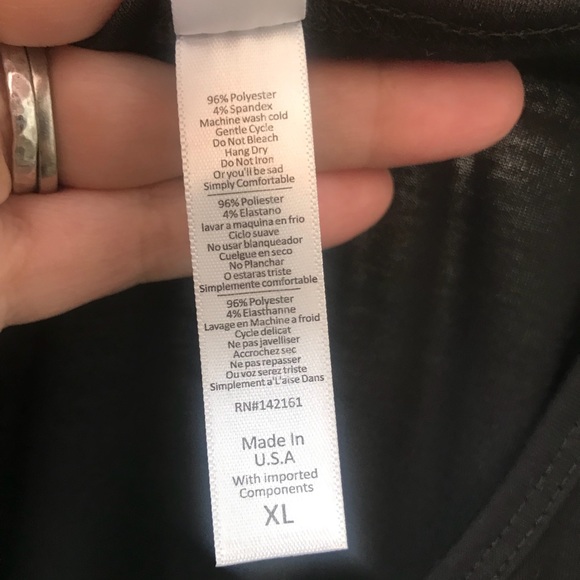 96% Polyester
4% Spandex
Machine wash cold
Gentle Cycle
Do Not Bleach
Hang Dry
Do Not Iron
Or you'll be sad
Simply Comfortable
96% Poliester
4% Elastano
lavar a maquina en frio
Ciclo suave
No usar blanqueador
Cuelgue en seco
No Planchar
O estaras triste
Simplemente comfortable
96% Polyester
4% Elasthanne
Lavage en Machine a froid
Cycle delicat
Ne pas javelliser
Accrochez sec
Ne pas repasser
Ou voz serez triste
Simplement a'L'aise Dans
RN#142161
Made In
U.S.A
With imported
Components
XL